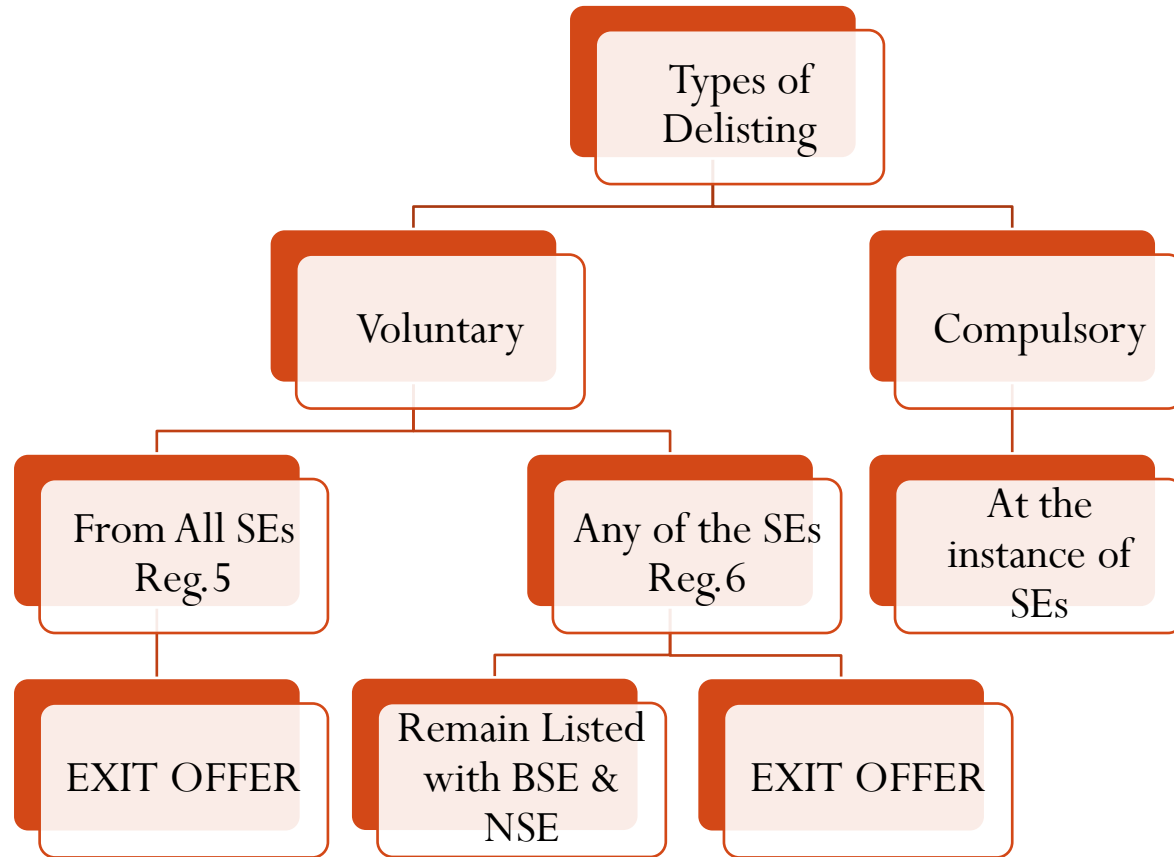 Types of
Delisting
Voluntary
Compulsory
From All SEs
Reg.5
Any of the SEs
Reg.6
At the
instance of
SEs
EXIT OFFER
Remain Listed
with BSE &
NSE
EXIT OFFER